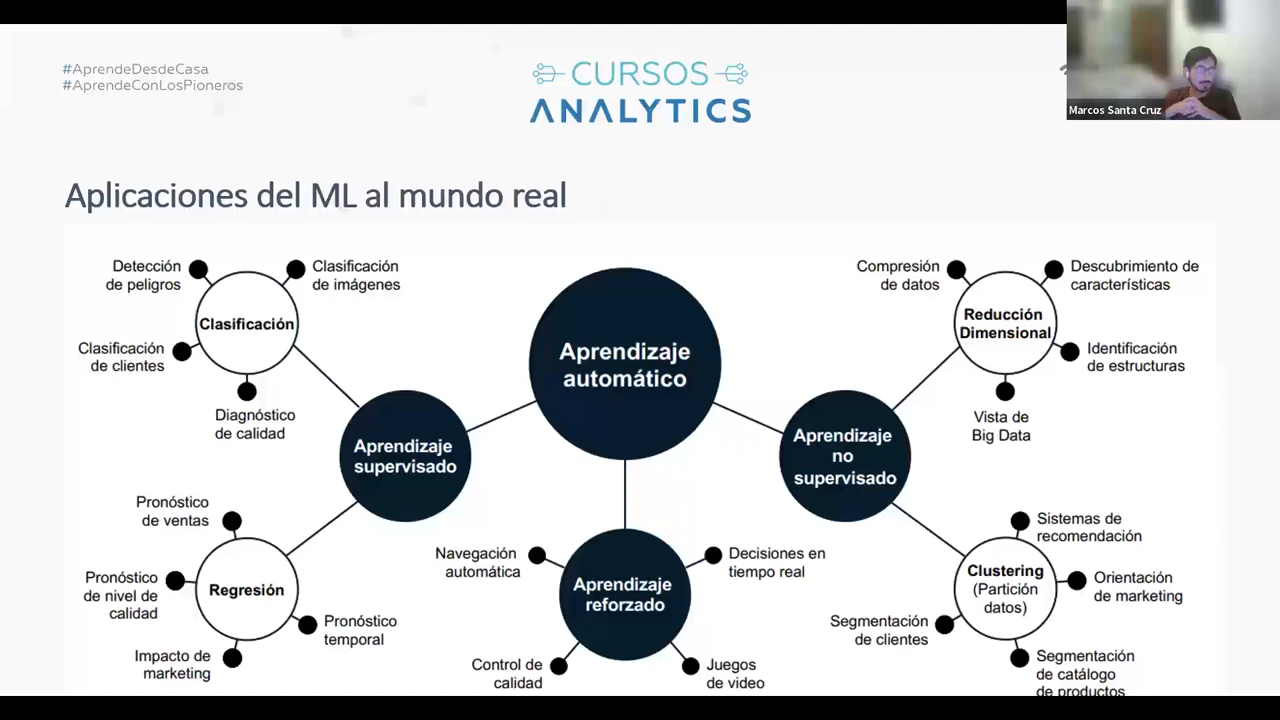 #AprendeDesdeCasa
#AprendeConLosPioneros
CURSOS
ANALYTICS
Marcos Santa Cruz
Aplicaciones del ML al mundo real
Detección
de peligros
Clasificación
de imágenes
Clasificación
Clasificación
de clientes
Diagnóstico
de calidad
Aprendizaje
supervisado
Pronóstico
de ventas
Pronóstico
de nivel de
calidad
Regresión
Pronóstico
temporal
Impacto de
marketing
Aprendizaje
automático
Navegación
automática
Decisiones en
tiempo real
Aprendizaje
reforzado
Control de
calidad
Juegos
de video
Compresión
de datos
Descubrimiento de
características
Reducción
Dimensional
Identificación
de estructuras
Vista de
Big Data
Aprendizaje
no
supervisado
Sistemas de
recomendación
Clustering
(Partición
datos)
Orientación
de marketing
Segmentación
de clientes
Segmentación
de catálogo
de productos